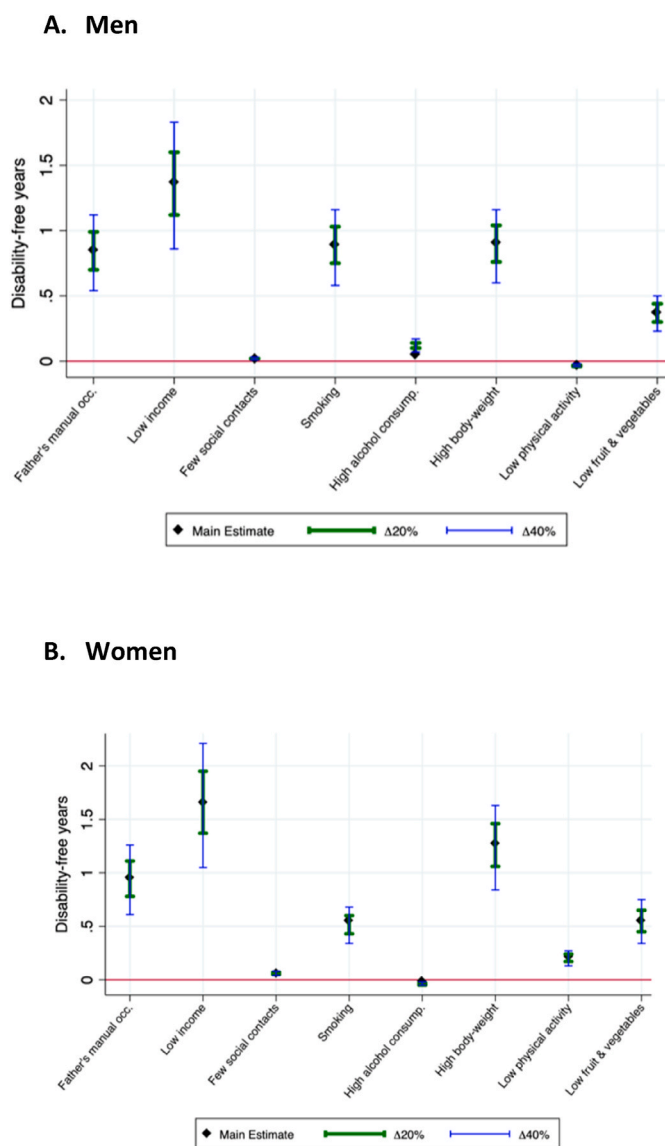 A. Men
2
1.5
1
.5
0
Disability-free years
Father's manual occ.
Low income
Few social contacts
Smoking
High alcohol consump.
High body-weight
Low physical activity
Low fruit & vegetables
Main Estimate Δ20% Δ40%
B. Women
2
1.5
1
.5
0
Disability-free years
Father's manual occ.
Low income
Few social contacts
Smoking
High alcohol consump.
High body-weight
Low physical activity
Low fruit & vegetables
Main Estimate Δ20% Δ40%